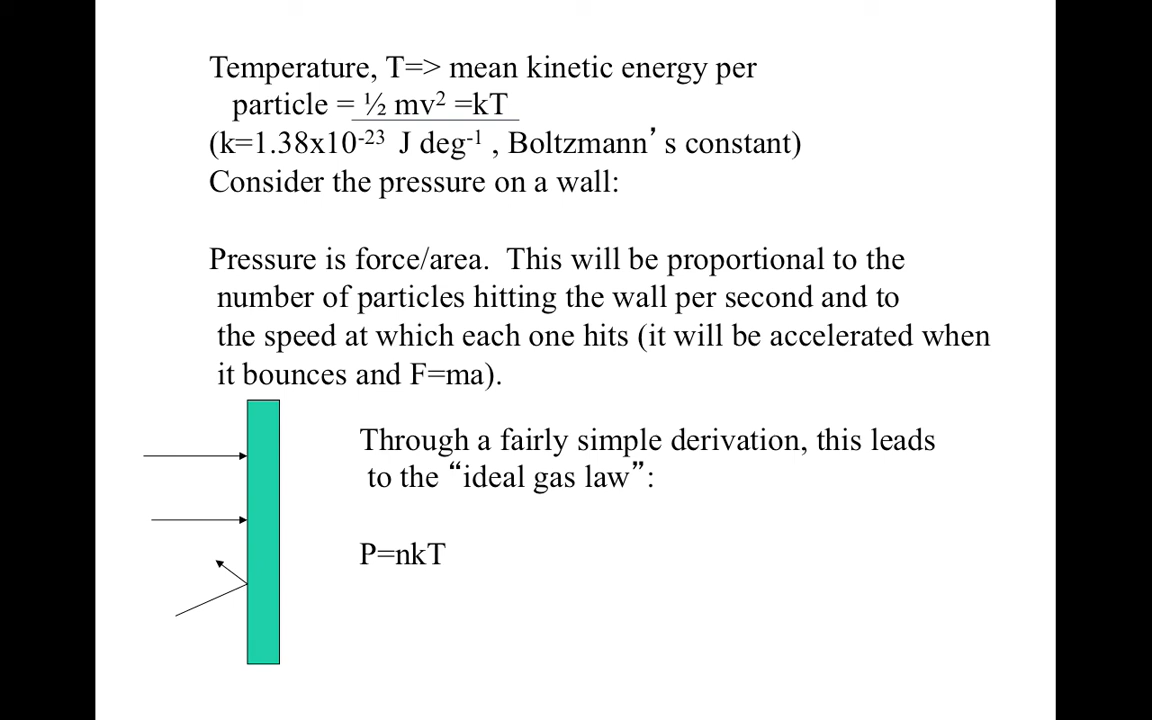 Temperature, T=> mean kinetic energy per
particle = ½ mv² =kT
(k=1.38x10⁻²³ J deg⁻¹ , Boltzmann’s constant)
Consider the pressure on a wall:
Pressure is force/area. This will be proportional to the
number of particles hitting the wall per second and to
the speed at which each one hits (it will be accelerated when
it bounces and F=ma).
Through a fairly simple derivation, this leads
to the “ideal gas law”:
P=nkT